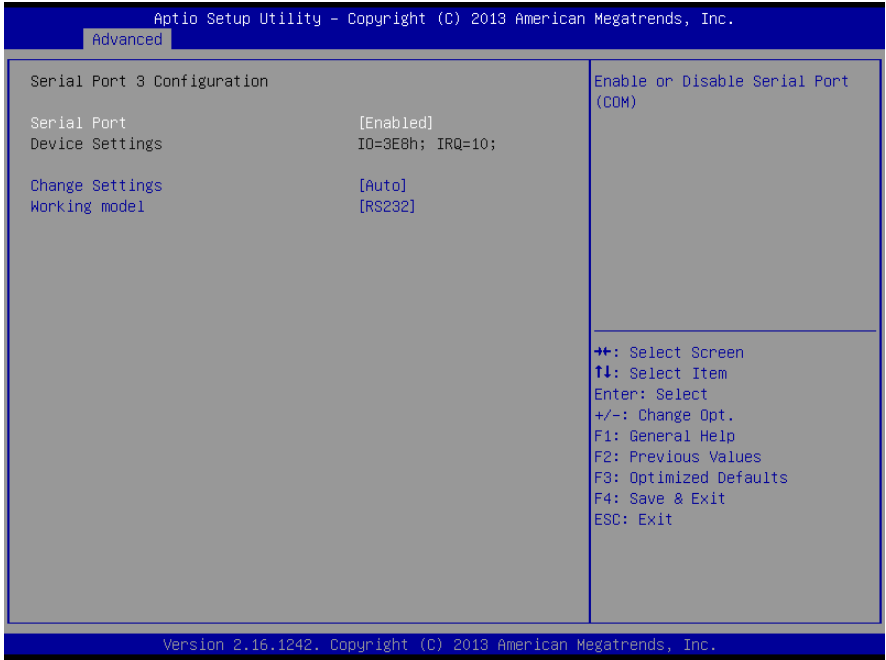 Aptio Setup Utility – Copyright (C) 2013 American Megatrends, Inc.
Advanced
Serial Port 3 Configuration
Serial Port [Enabled]
Device Settings IO=3E8h; IRQ=10;
Change Settings [Auto]
Working model [RS232]
Enable or Disable Serial Port
(COM)
→←: Select Screen
↑↓: Select Item
Enter: Select
+/-: Change Opt.
F1: General Help
F2: Previous Values
F3: Optimized Defaults
F4: Save & Exit
ESC: Exit
Version 2.16.1242. Copyright (C) 2013 American Megatrends, Inc.